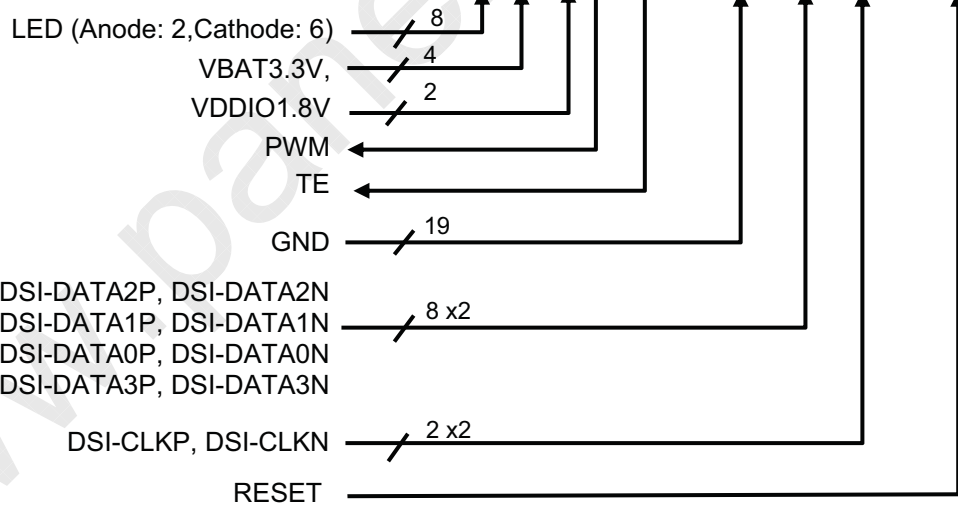 LED (Anode: 2,Cathode: 6) 8
VBAT3.3V, 4
VDDIO1.8V 2
PWM
TE
GND 19
DSI-DATA2P, DSI-DATA2N
DSI-DATA1P, DSI-DATA1N 8 x2
DSI-DATA0P, DSI-DATA0N
DSI-DATA3P, DSI-DATA3N
DSI-CLKP, DSI-CLKN 2 x2
RESET
w.pane